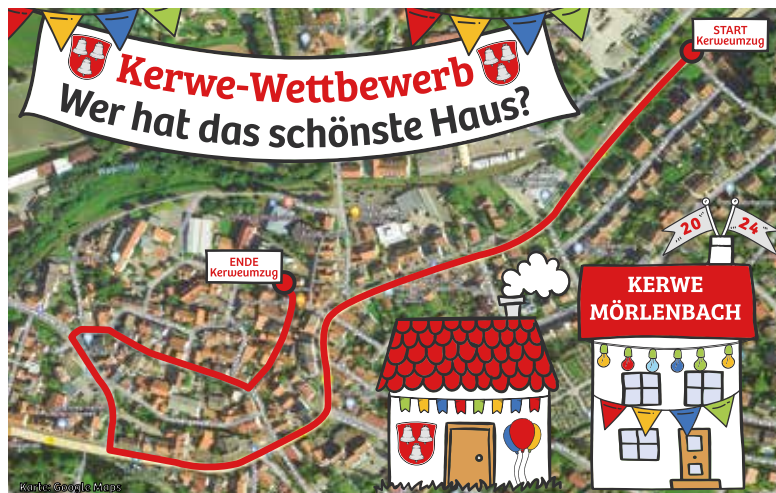 START
Kerweumzug
Kerwe-Wettbewerb
Wer hat das schönste Haus?
20 24
ENDE
Kerweumzug
KERWE
MÖRLENBACH
Karte: Google Maps